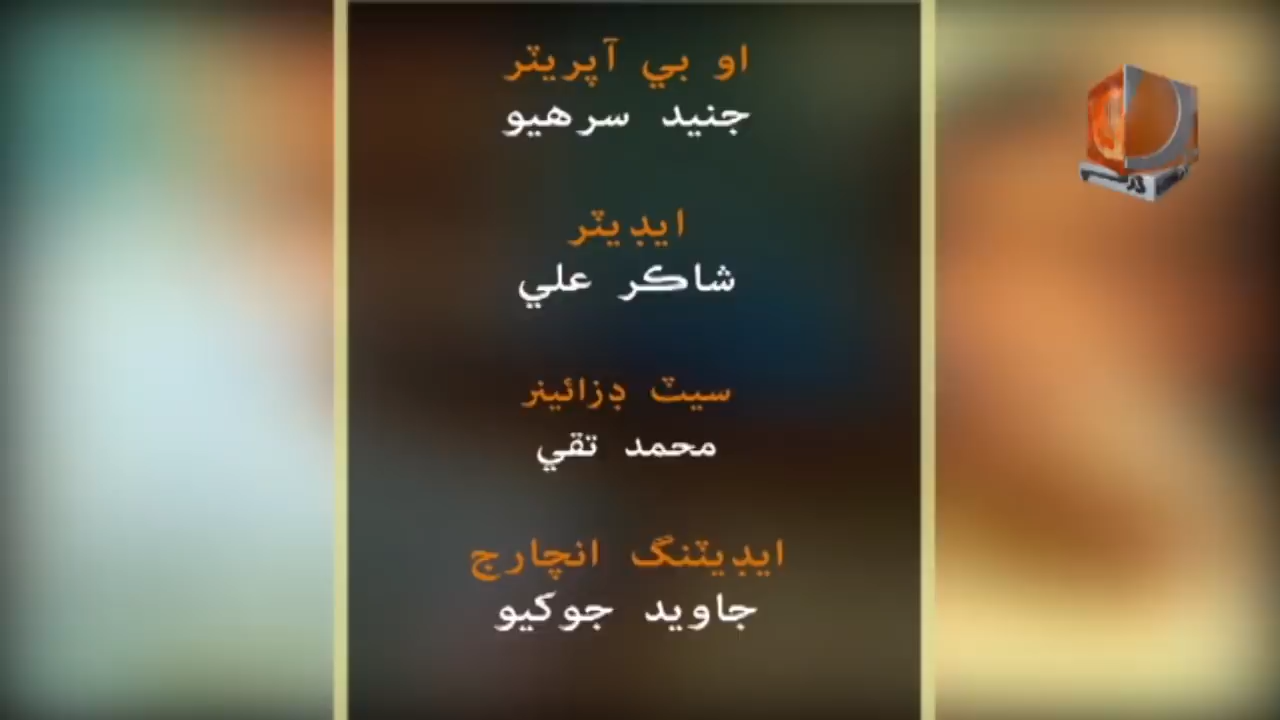 او بي آپريٽر
جنيد سرهيو
ايڊيٽر
شاڪر علي
سيٽ ڊزائينر
محمد تقي
ايڊيٽنگ انچارج
جاويد جوکيو